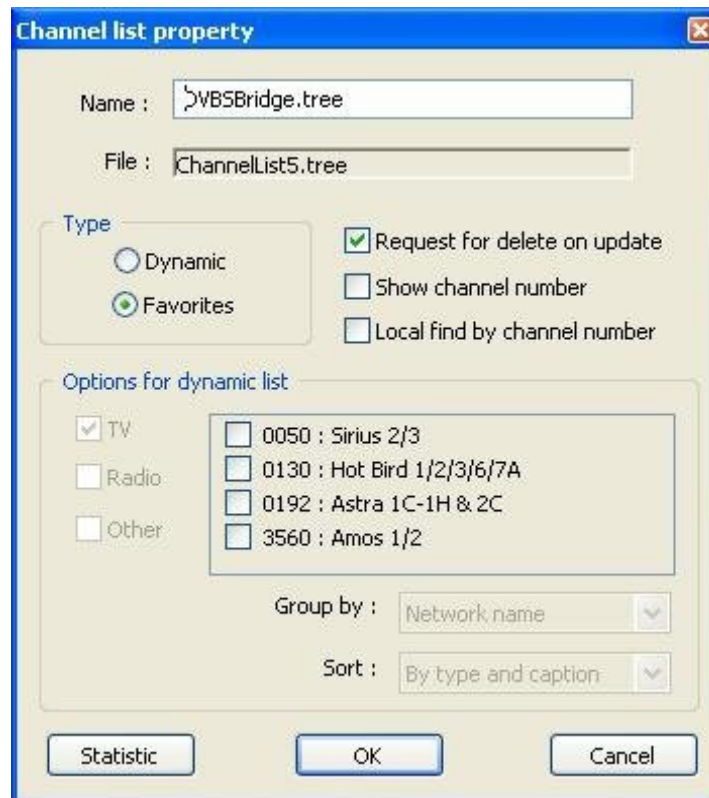 Channel list property
Name :
DVBSBridge.tree
File :
ChannelList5.tree
Type
Dynamic
Favorites
Request for delete on update
Show channel number
Local find by channel number
Options for dynamic list
TV
Radio
Other
0050 : Sirius 2/3
0130 : Hot Bird 1/2/3/6/7A
0192 : Astra 1C-1H & 2C
3560 : Amos 1/2
Group by :
Network name
Sort :
By type and caption
Statistic
OK
Cancel